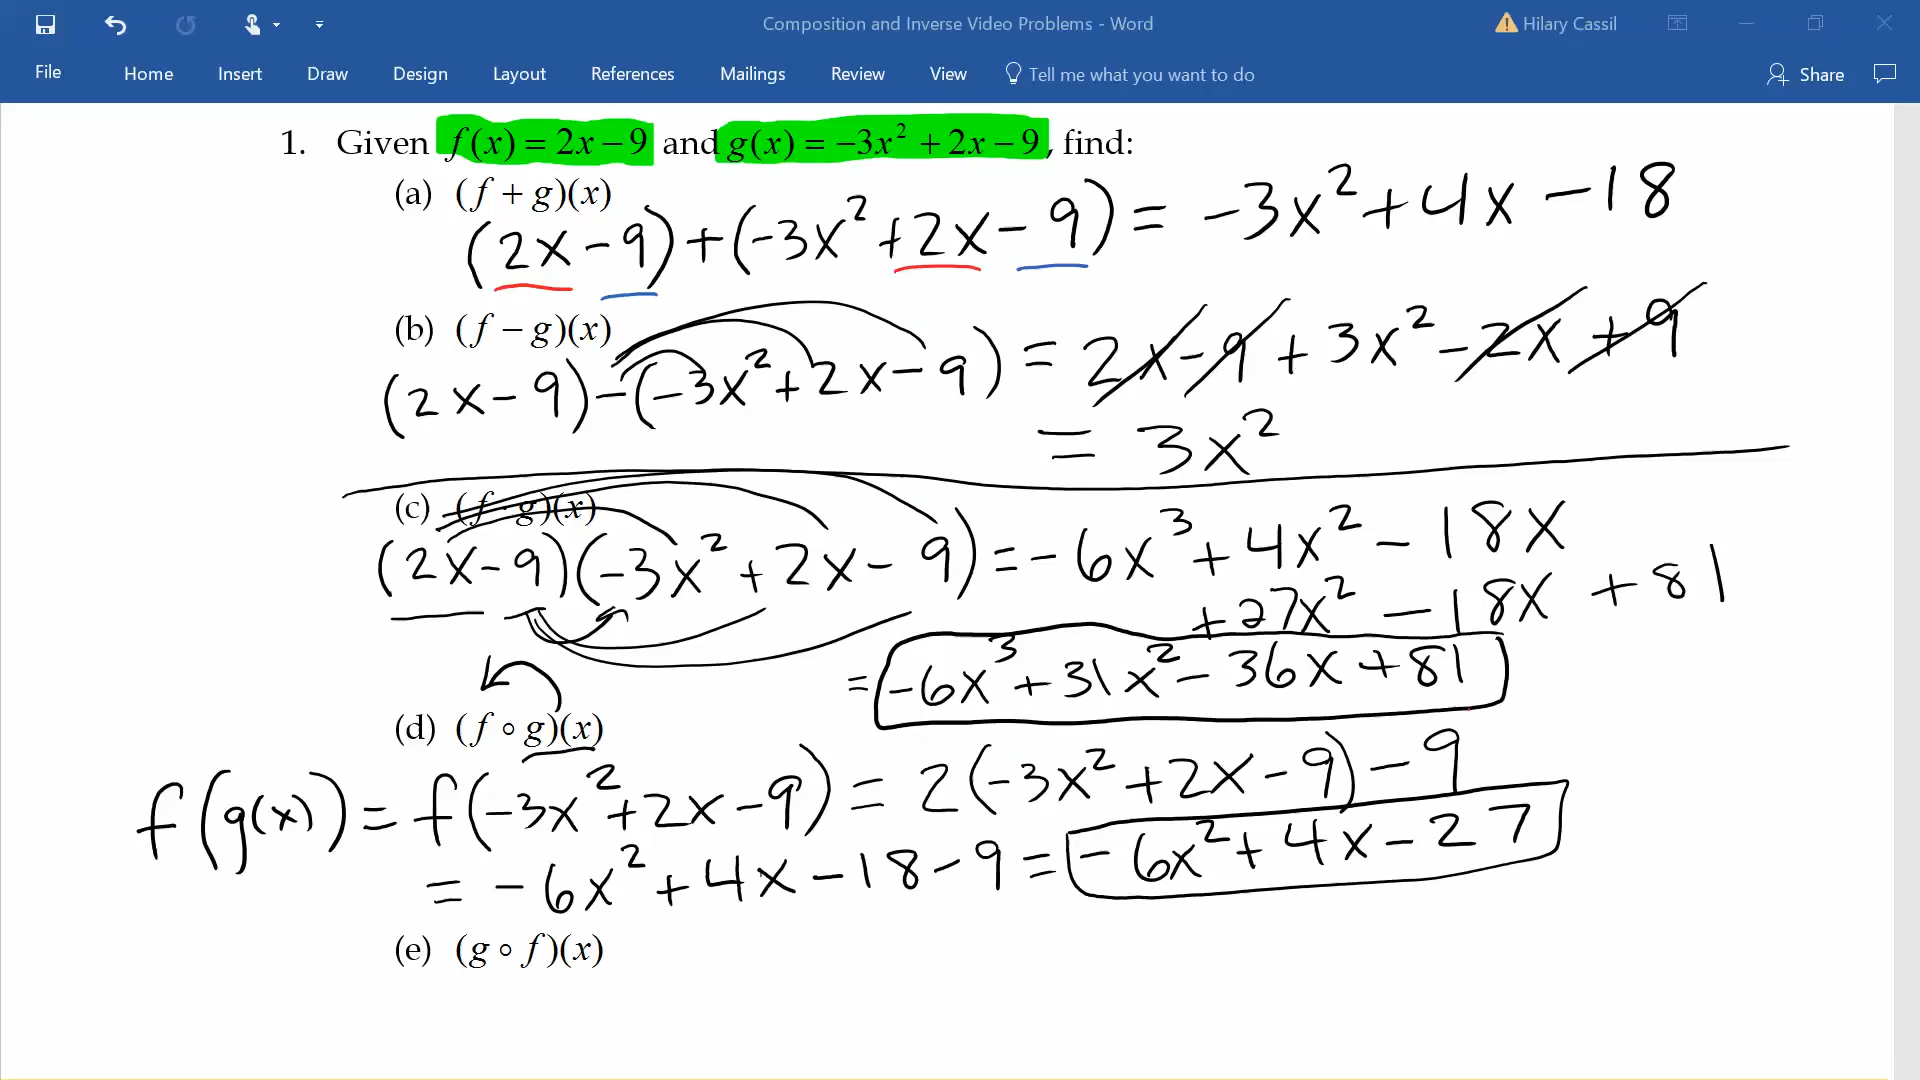 Composition and Inverse Video Problems - Word
Hilary Cassil
File Home Insert Draw Design Layout References Mailings Review View Tell me what you want to do Share
1. Given f(x) = 2x − 9 and g(x) = −3x² + 2x − 9, find:
(a) (f + g)(x)
(2x − 9) + (−3x² + 2x − 9) = −3x² + 4x − 18
(b) (f − g)(x)
(2x − 9) − (−3x² + 2x − 9) = 2x − 9 + 3x² − 2x + 9
= 3x²
(c) (f · g)(x)
(2x − 9)(−3x² + 2x − 9) = −6x³ + 4x² − 18x
+ 27x² − 18x + 81
= −6x³ + 31x² − 36x + 81
(d) (f ∘ g)(x)
f(g(x)) = f(−3x² + 2x − 9) = 2(−3x² + 2x − 9) − 9
= −6x² + 4x − 18 − 9 = −6x² + 4x − 27
(e) (g ∘ f)(x)